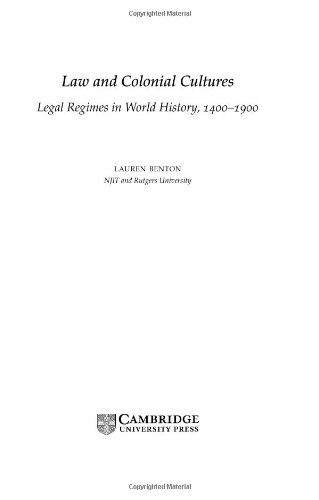 Copyrighted Material
Law and Colonial Cultures
Legal Regimes in World History, 1400–1900
LAUREN BENTON
NJIT and Rutgers University
CAMBRIDGE
UNIVERSITY PRESS
Copyrighted Material